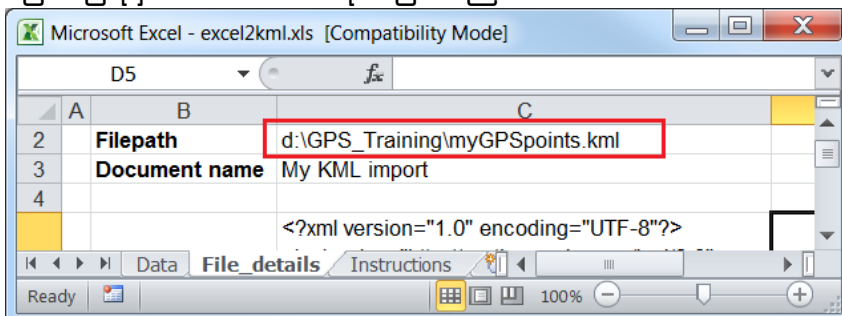 Microsoft Excel - excel2kml.xls [Compatibility Mode]
D5 fx
A B C
2 Filepath d:\GPS_Training\myGPSpoints.kml
3 Document name My KML import
4
<?xml version="1.0" encoding="UTF-8"?>
Data File_details Instructions
Ready 100%